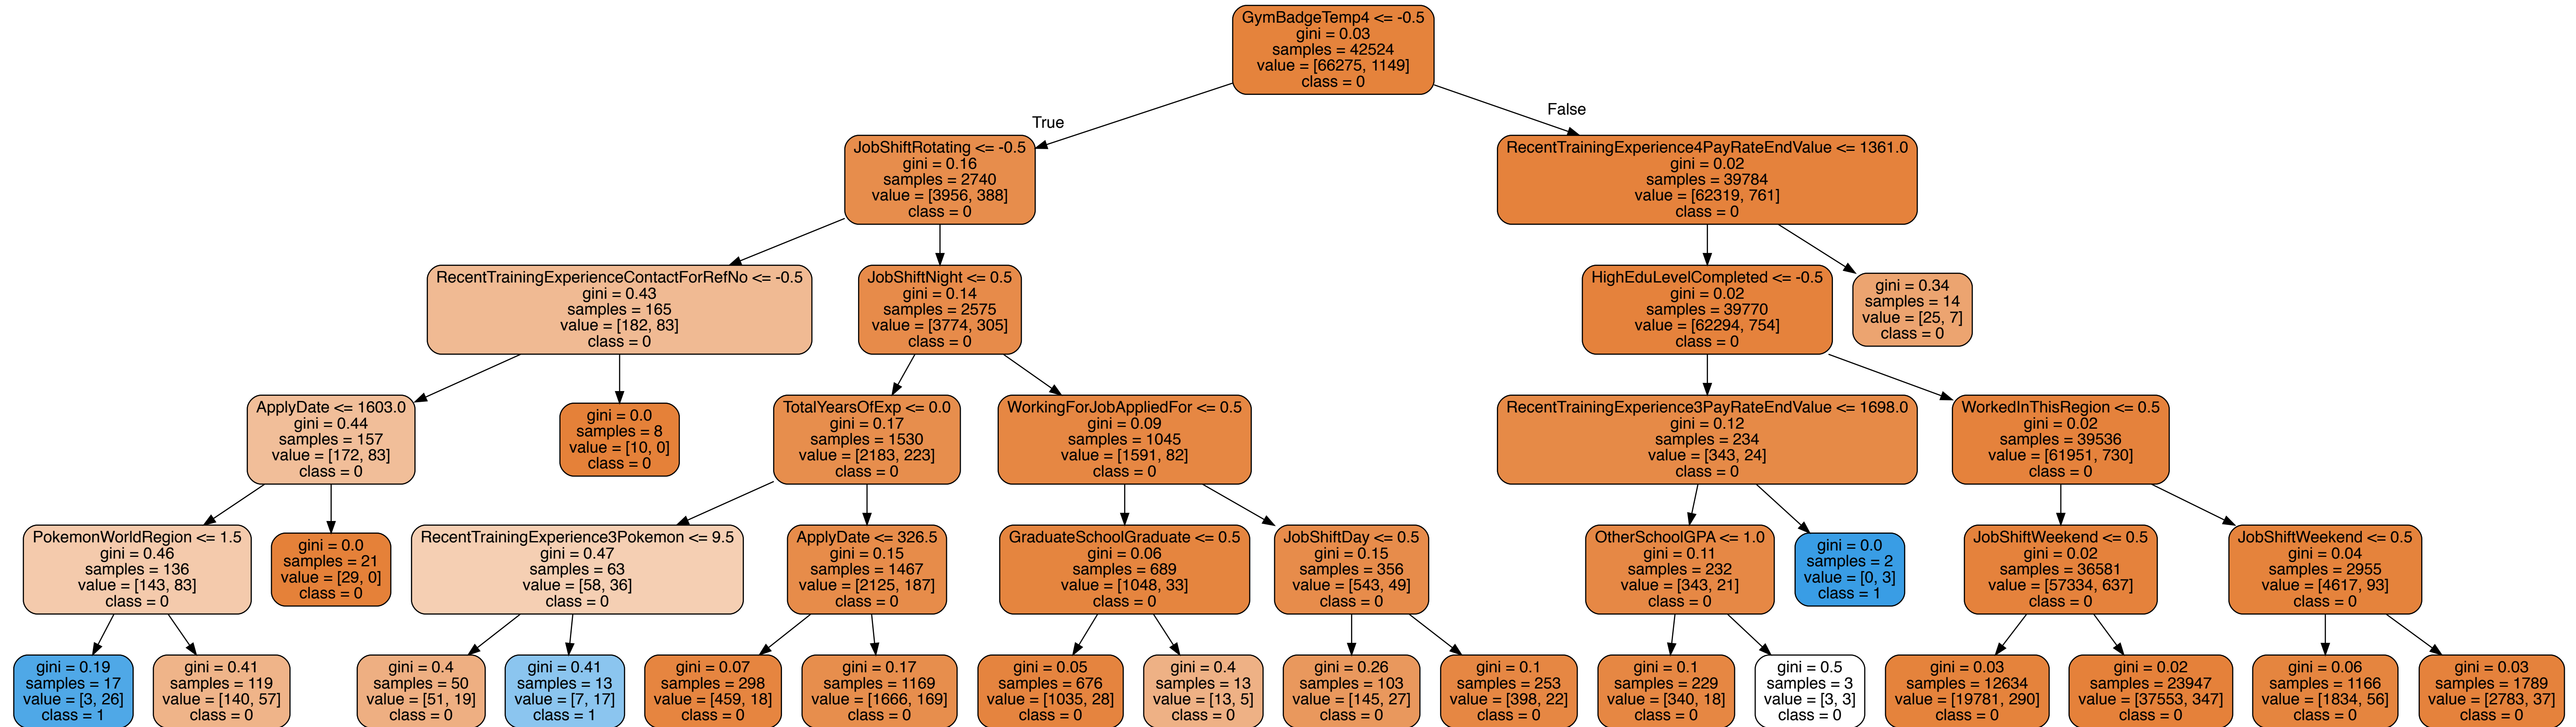 GymBadgeTemp4 <= -0.5
gini = 0.03
samples = 42524
value = [66275, 1149]
class = 0
True
False
JobShiftRotating <= -0.5
gini = 0.16
samples = 2740
value = [3956, 388]
class = 0
RecentTrainingExperience4PayRateEndValue <= 1361.0
gini = 0.02
samples = 39784
value = [62319, 761]
class = 0
RecentTrainingExperienceContactForRefNo <= -0.5
gini = 0.43
samples = 165
value = [182, 83]
class = 0
JobShiftNight <= 0.5
gini = 0.14
samples = 2575
value = [3774, 305]
class = 0
HighEduLevelCompleted <= -0.5
gini = 0.02
samples = 39770
value = [62294, 754]
class = 0
gini = 0.34
samples = 14
value = [25, 7]
class = 0
ApplyDate <= 1603.0
gini = 0.44
samples = 157
value = [172, 83]
class = 0
gini = 0.0
samples = 8
value = [10, 0]
class = 0
TotalYearsOfExp <= 0.0
gini = 0.17
samples = 1530
value = [2183, 223]
class = 0
WorkingForJobAppliedFor <= 0.5
gini = 0.09
samples = 1045
value = [1591, 82]
class = 0
RecentTrainingExperience3PayRateEndValue <= 1698.0
gini = 0.12
samples = 234
value = [343, 24]
class = 0
WorkedInThisRegion <= 0.5
gini = 0.02
samples = 39536
value = [61951, 730]
class = 0
PokemonWorldRegion <= 1.5
gini = 0.46
samples = 136
value = [143, 83]
class = 0
gini = 0.0
samples = 21
value = [29, 0]
class = 0
RecentTrainingExperience3Pokemon <= 9.5
gini = 0.47
samples = 63
value = [58, 36]
class = 0
ApplyDate <= 326.5
gini = 0.15
samples = 1467
value = [2125, 187]
class = 0
GraduateSchoolGraduate <= 0.5
gini = 0.06
samples = 689
value = [1048, 33]
class = 0
JobShiftDay <= 0.5
gini = 0.15
samples = 356
value = [543, 49]
class = 0
OtherSchoolGPA <= 1.0
gini = 0.11
samples = 232
value = [343, 21]
class = 0
gini = 0.0
samples = 2
value = [0, 3]
class = 1
JobShiftWeekend <= 0.5
gini = 0.02
samples = 36581
value = [57334, 637]
class = 0
JobShiftWeekend <= 0.5
gini = 0.04
samples = 2955
value = [4617, 93]
class = 0
gini = 0.19
samples = 17
value = [3, 26]
class = 1
gini = 0.41
samples = 119
value = [140, 57]
class = 0
gini = 0.4
samples = 50
value = [51, 19]
class = 0
gini = 0.41
samples = 13
value = [7, 17]
class = 1
gini = 0.07
samples = 298
value = [459, 18]
class = 0
gini = 0.17
samples = 1169
value = [1666, 169]
class = 0
gini = 0.05
samples = 676
value = [1035, 28]
class = 0
gini = 0.4
samples = 13
value = [13, 5]
class = 0
gini = 0.26
samples = 103
value = [145, 27]
class = 0
gini = 0.1
samples = 253
value = [398, 22]
class = 0
gini = 0.1
samples = 229
value = [340, 18]
class = 0
gini = 0.5
samples = 3
value = [3, 3]
class = 0
gini = 0.03
samples = 12634
value = [19781, 290]
class = 0
gini = 0.02
samples = 23947
value = [37553, 347]
class = 0
gini = 0.06
samples = 1166
value = [1834, 56]
class = 0
gini = 0.03
samples = 1789
value = [2783, 37]
class = 0